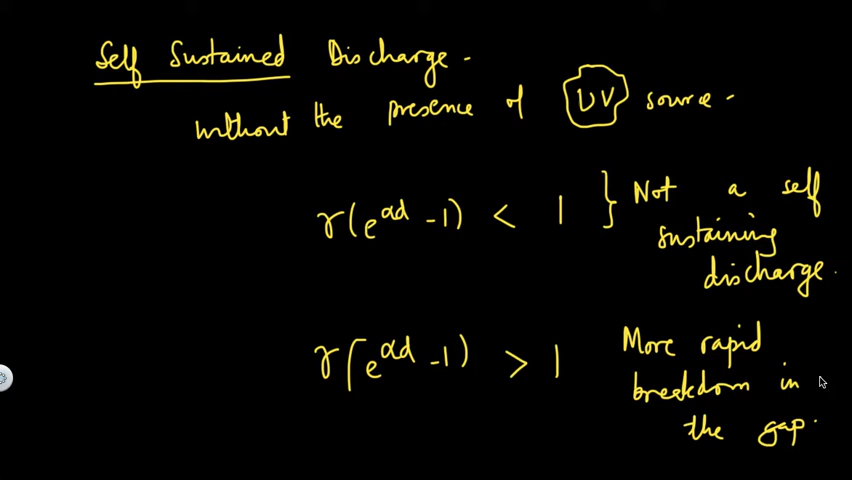 Self Sustained Discharge.
without the presence of UV source.
γ(e^αd -1) < 1 } Not a self
sustaining
discharge.
γ(e^αd -1) > 1 More rapid
breakdown in
the gap.